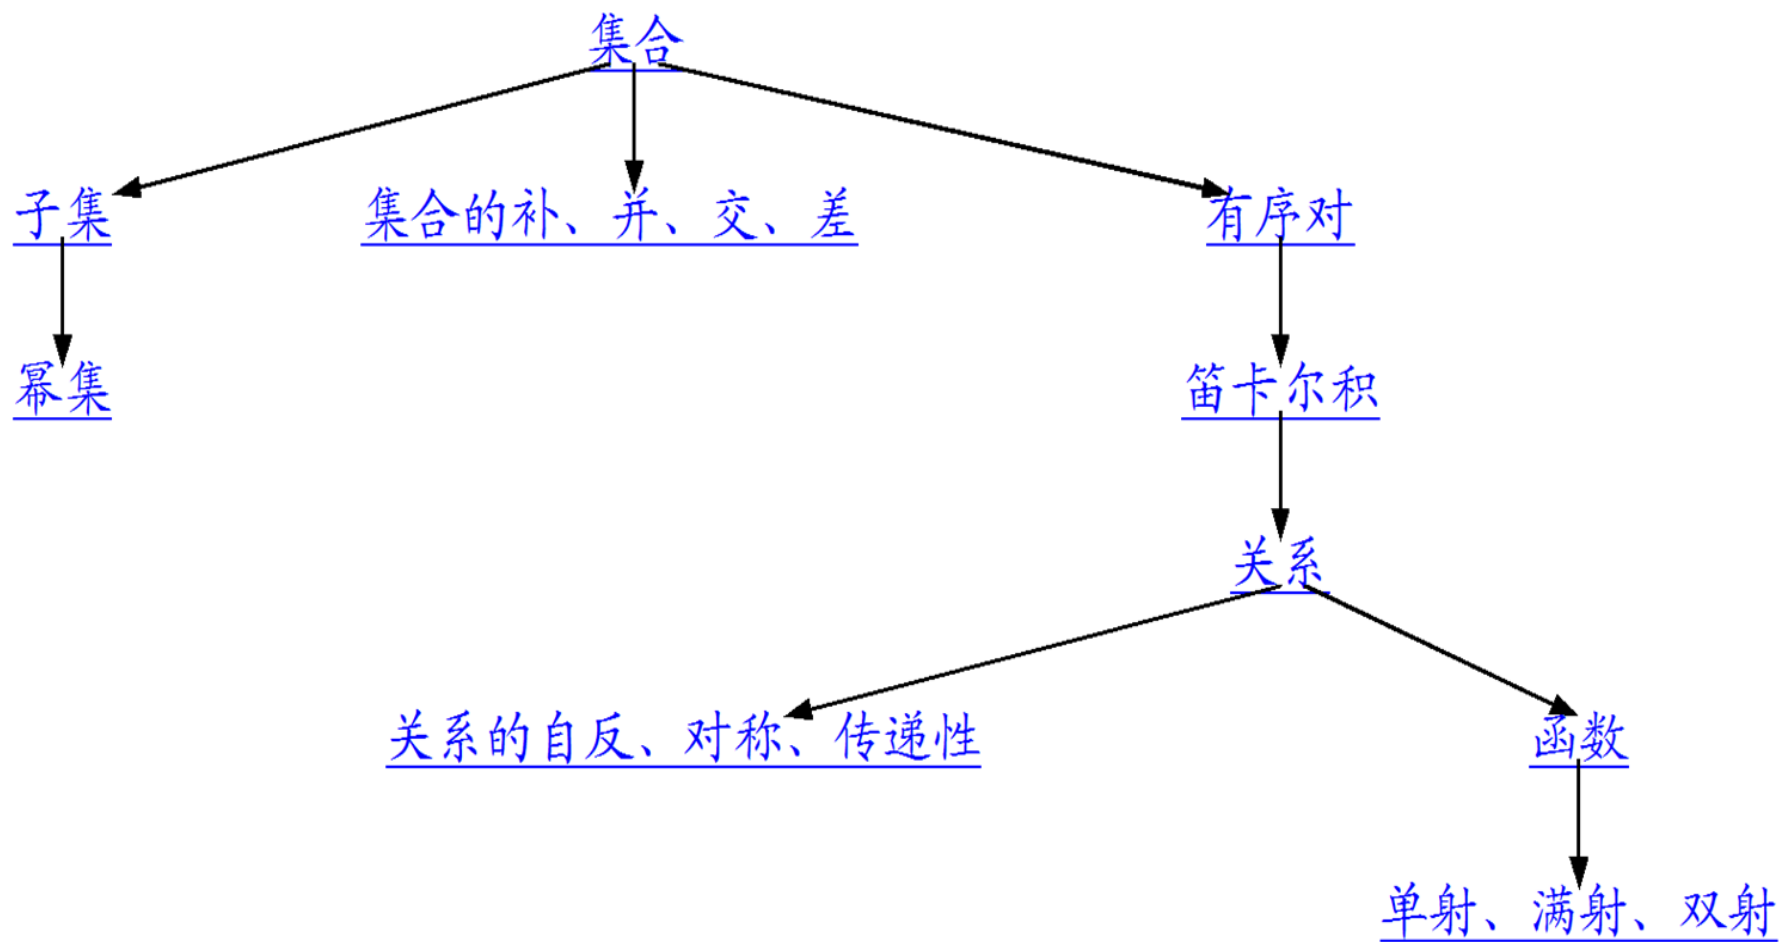 集合
子集
集合的补、并、交、差
有序对
幂集
笛卡尔积
关系
关系的自反、对称、传递性
函数
单射、满射、双射